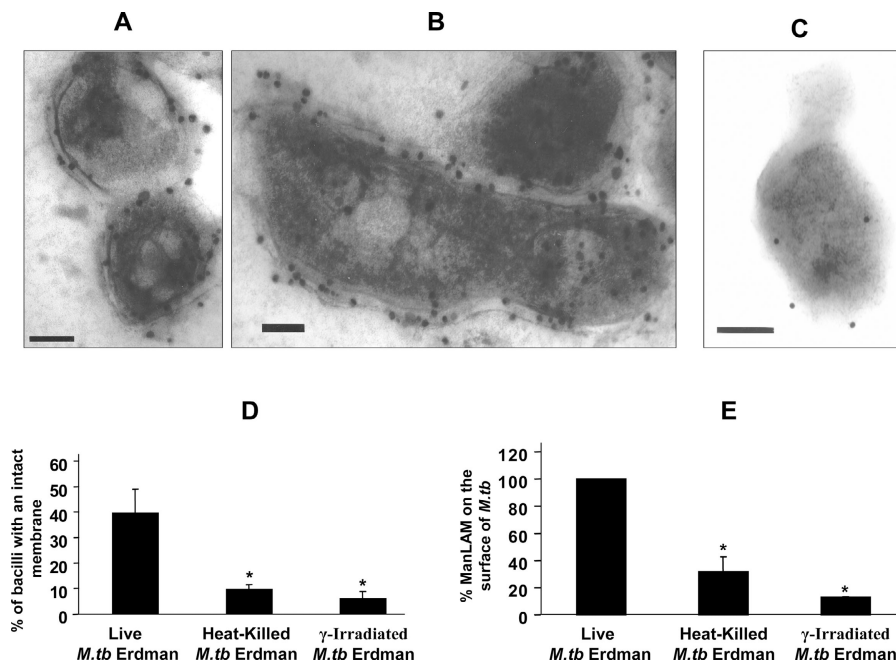 A
B
C
D
E
% of bacilli with an intact
membrane
60
50
40
30
20
10
0
*
*
Live
M.tb Erdman
Heat-Killed
M.tb Erdman
γ-Irradiated
M.tb Erdman
% ManLAM on the
surface of M.tb
120
100
80
60
40
20
0
*
*
Live
M.tb Erdman
Heat-Killed
M.tb Erdman
γ-Irradiated
M.tb Erdman